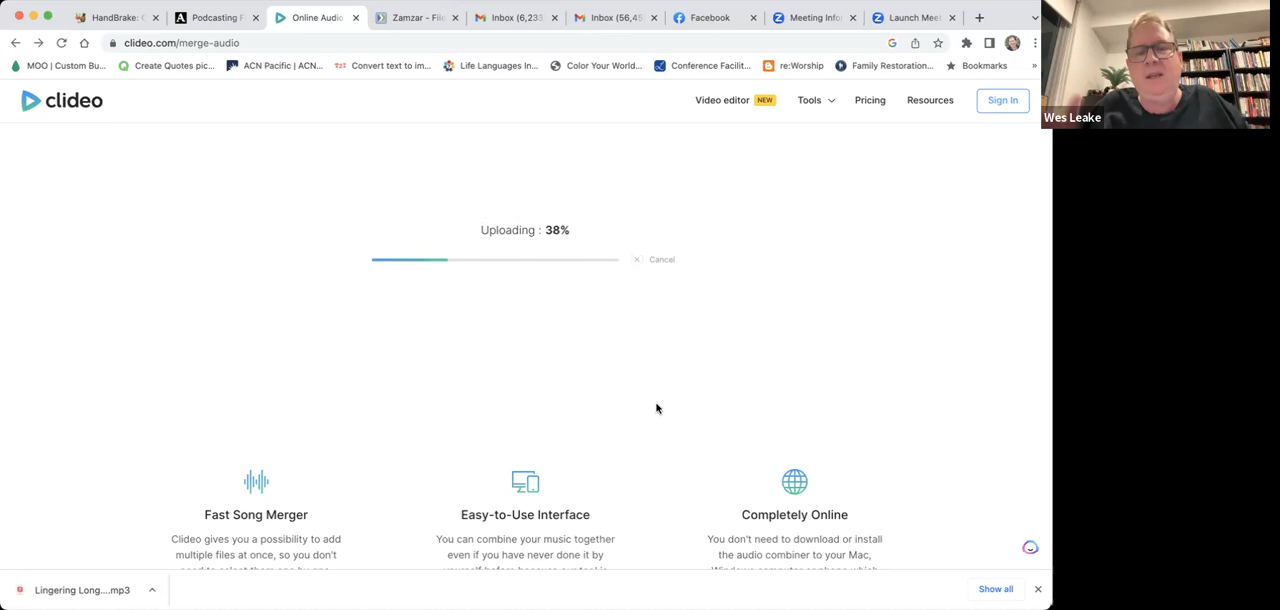 HandBrake: O
Podcasting F
Online Audio
Zamzar - File
Inbox (6,233
Inbox (56,45
Facebook
Meeting Infor
Launch Meet
clideo.com/merge-audio
MOO | Custom Bu...
Create Quotes pic...
ACN Pacific | ACN...
Convert text to im...
Life Languages In...
Color Your World...
Conference Facilit...
re:Worship
Family Restoration...
Bookmarks
»
clideo
Video editor NEW
Tools
Pricing
Resources
Sign In
Wes Leake
Uploading : 38%
Cancel
Fast Song Merger
Clideo gives you a possibility to add
multiple files at once, so you don't
Easy-to-Use Interface
You can combine your music together
even if you have never done it by
Completely Online
You don't need to download or install
the audio combiner to your Mac,
Lingering Long....mp3
Show all